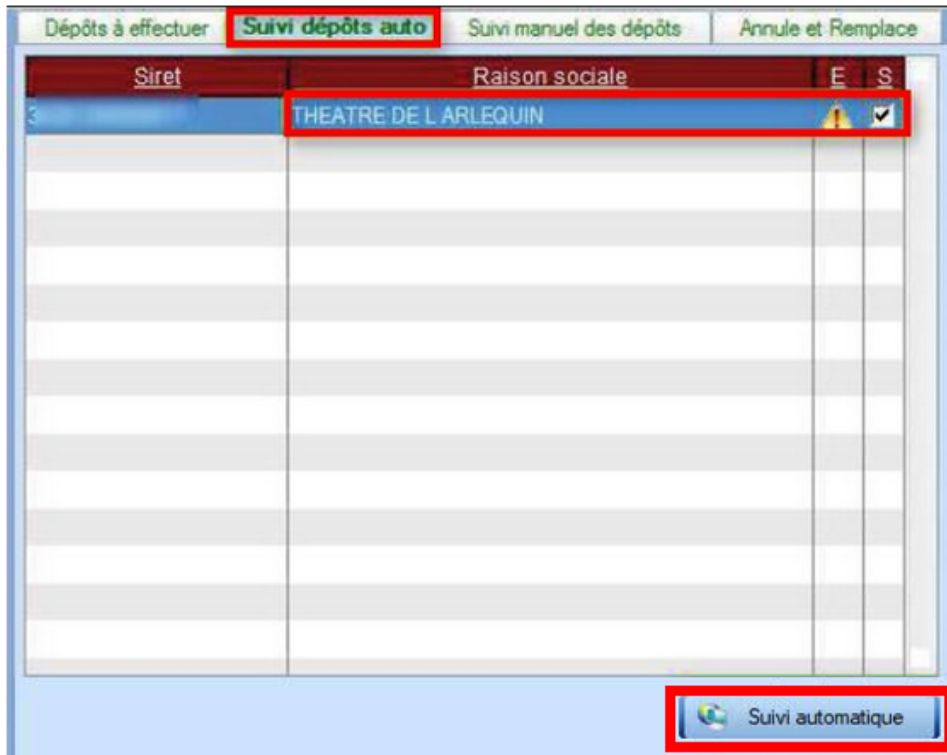 Dépôts à effectuer Suivi dépôts auto Suivi manuel des dépôts Annule et Remplace
Siret Raison sociale E S
3 THEATRE DE L ARLEQUIN
Suivi automatique